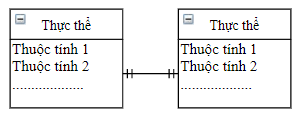 Thực thể
Thuộc tính 1
Thuộc tính 2
...................
Thực thể
Thuộc tính 1
Thuộc tính 2
...................